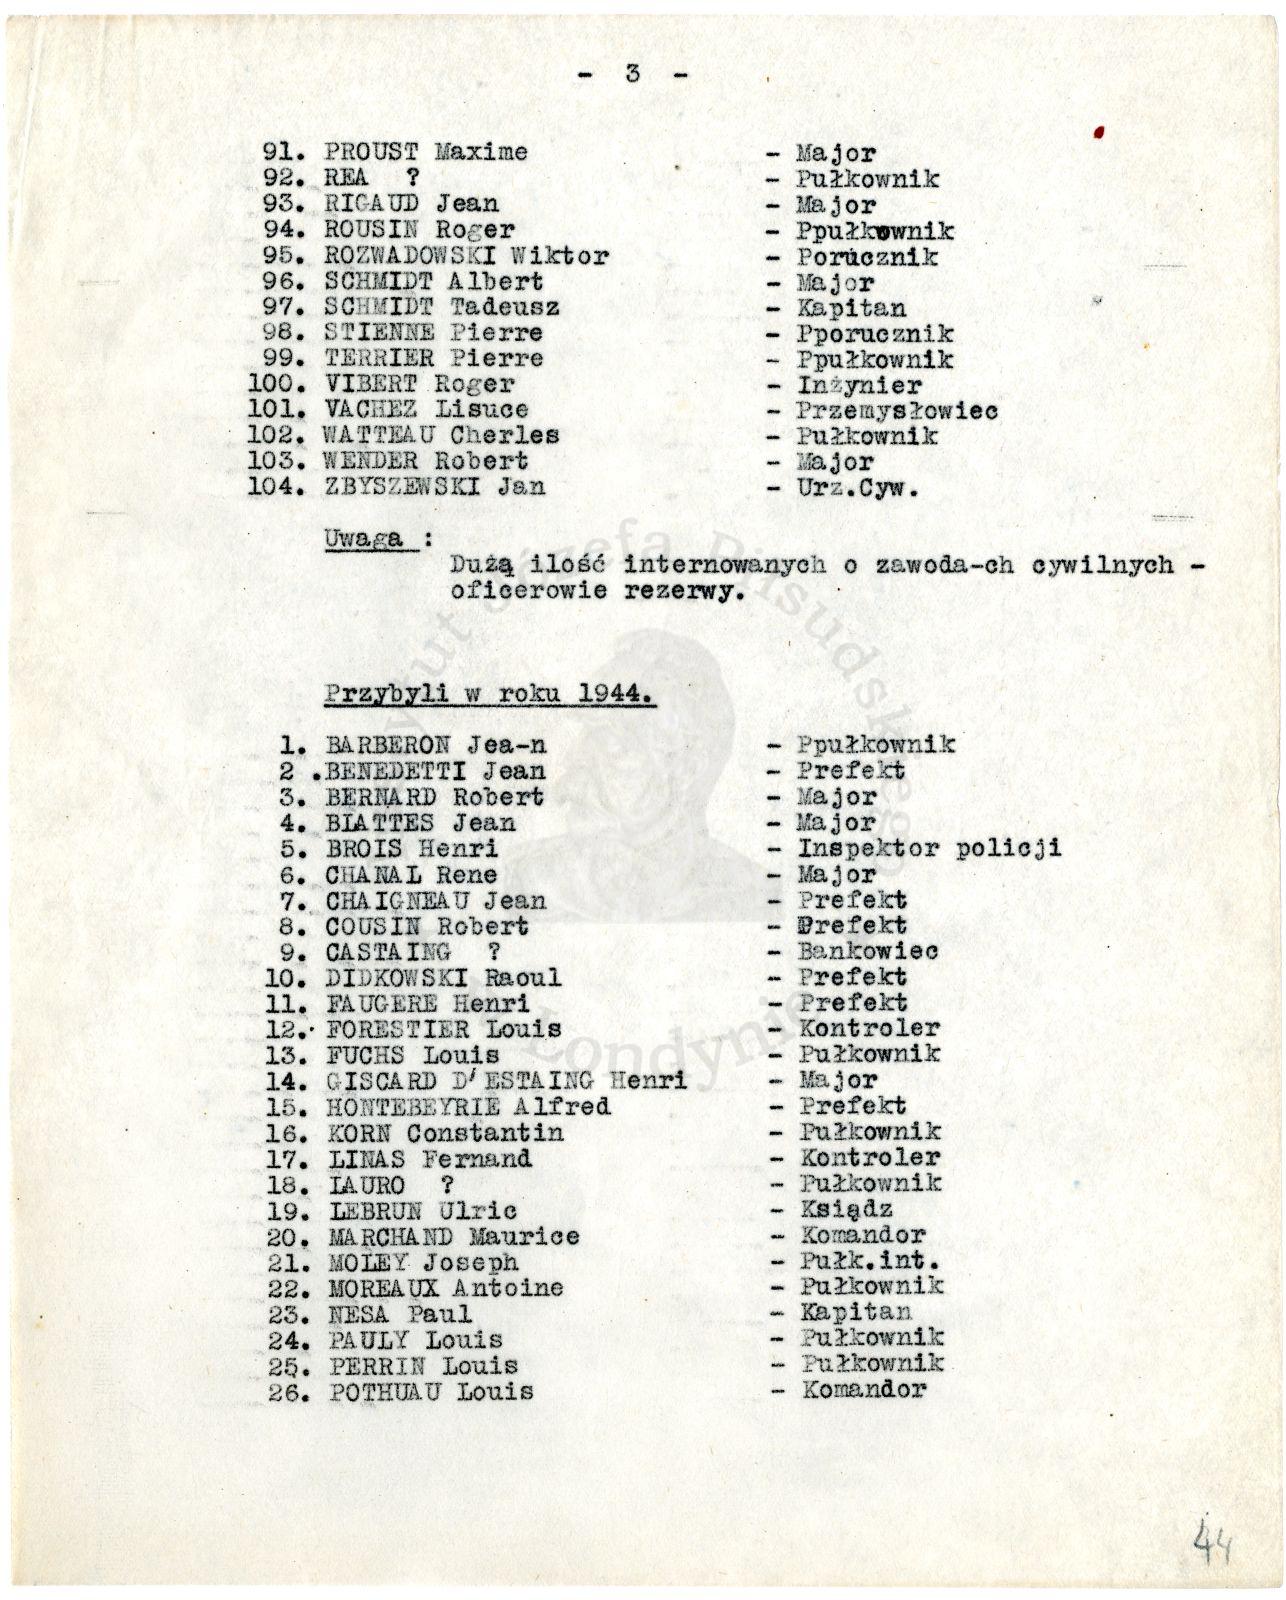 - 3 -
91. PROUST Maxime - Major
92. REA ? - Pułkownik
93. RIGAUD Jean - Major
94. ROUSIN Roger - Ppułkownik
95. ROZWADOWSKI Wiktor - Porucznik
96. SCHMIDT Albert - Major
97. SCHMIDT Tadeusz - Kapitan
98. STIENNE Pierre - Pporucznik
99. TERRIER Pierre - Ppułkownik
100. VIBERT Roger - Inżynier
101. VACHEZ Lisuce - Przemysłowiec
102. WATTEAU Cherles - Pułkownik
103. WENDER Robert - Major
104. ZBYSZEWSKI Jan - Urz.Cyw.
Uwaga :
Dużą ilość internowanych o zawoda-ch cywilnych -
oficerowie rezerwy.
Przybyli w roku 1944.
1. BARBERON Jea-n - Ppułkownik
2 .BENEDETTI Jean - Prefekt
3. BERNARD Robert - Major
4. BLATTES Jean - Major
5. BROIS Henri - Inspektor policji
6. CHANAL Rene - Major
7. CHAIGNEAU Jean - Prefekt
8. COUSIN Robert - Prefekt
9. CASTAING ? - Bankowiec
10. DIDKOWSKI Raoul - Prefekt
11. FAUGERE Henri - Prefekt
12. FORESTIER Louis - Kontroler
13. FUCHS Louis - Pułkownik
14. GISCARD D'ESTAING Henri - Major
15. HONTEBEYRIE Alfred - Prefekt
16. KORN Constantin - Pułkownik
17. LINAS Fernand - Kontroler
18. LAURO ? - Pułkownik
19. LEBRUN Ulric - Ksiądz
20. MARCHAND Maurice - Komandor
21. MOLEY Joseph - Pułk.int.
22. MOREAUX Antoine - Pułkownik
23. NESA Paul - Kapitan
24. PAULY Louis - Pułkownik
25. PERRIN Louis - Pułkownik
26. POTHUAU Louis - Komandor
44